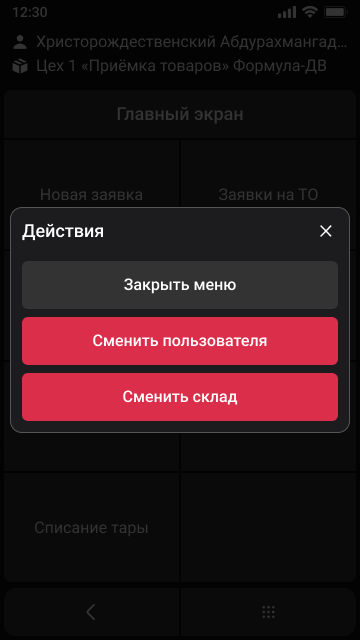 12:30
Христорождественский Абдурахмангад…
Цех 1 «Приёмка товаров» Формула-ДВ
Главный экран
Новая заявка
Заявки на ТО
Действия
Закрыть меню
Сменить пользователя
Сменить склад
Списание тары